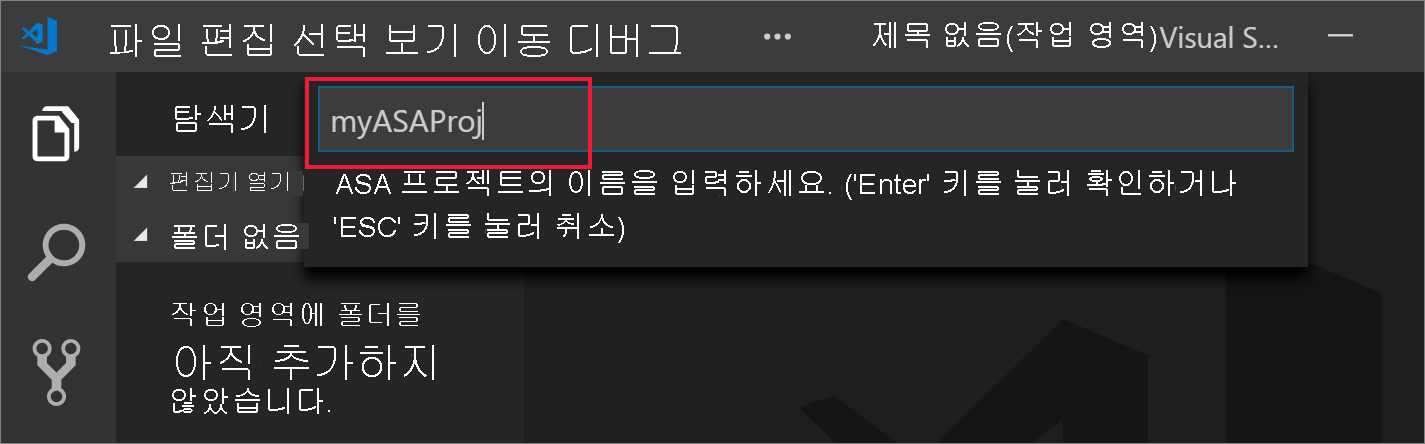 파일 편집 선택 보기 이동 디버그 ··· 제목 없음(작업 영역)Visual S...
탐색기
myASAProj
편집기 열기
ASA 프로젝트의 이름을 입력하세요. ('Enter' 키를 눌러 확인하거나
'ESC' 키를 눌러 취소)
폴더 없음
작업 영역에 폴더를
아직 추가하지
않았습니다.